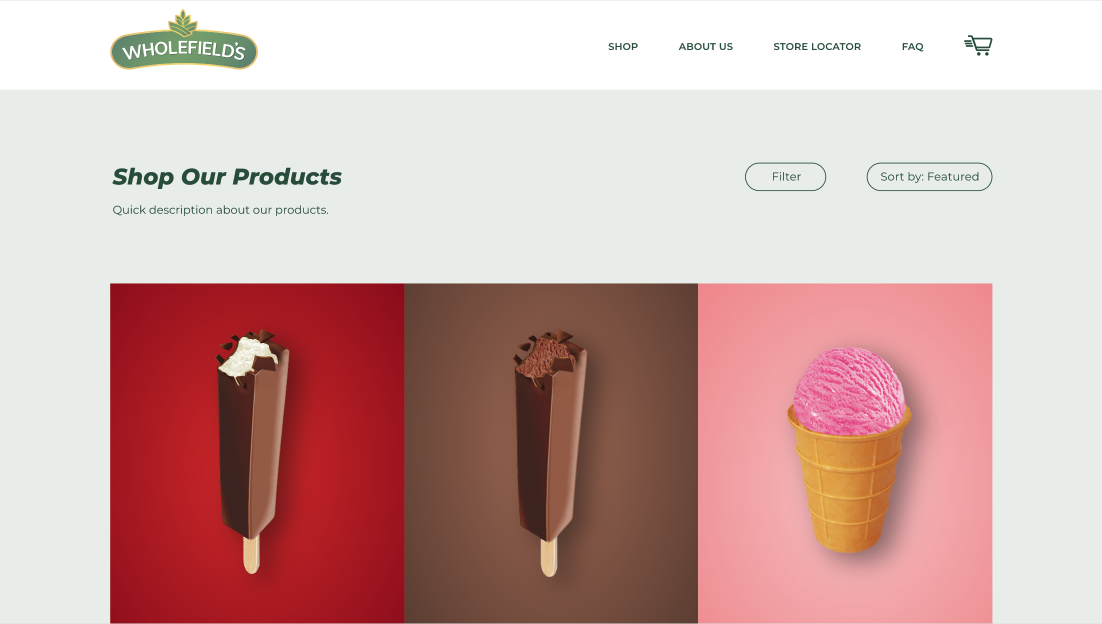 WHOLEFIELD'S
SHOP ABOUT US STORE LOCATOR FAQ
Shop Our Products
Filter Sort by: Featured
Quick description about our products.